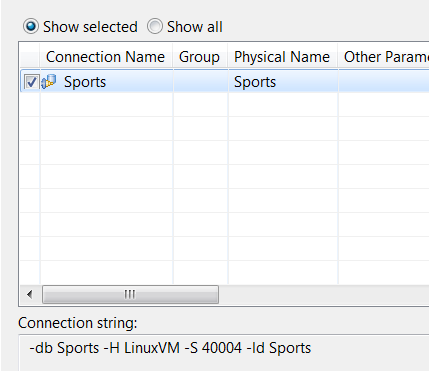 Show selected Show all
Connection Name Group Physical Name Other Parame
Sports Sports
Connection string:
-db Sports -H LinuxVM -S 40004 -ld Sports